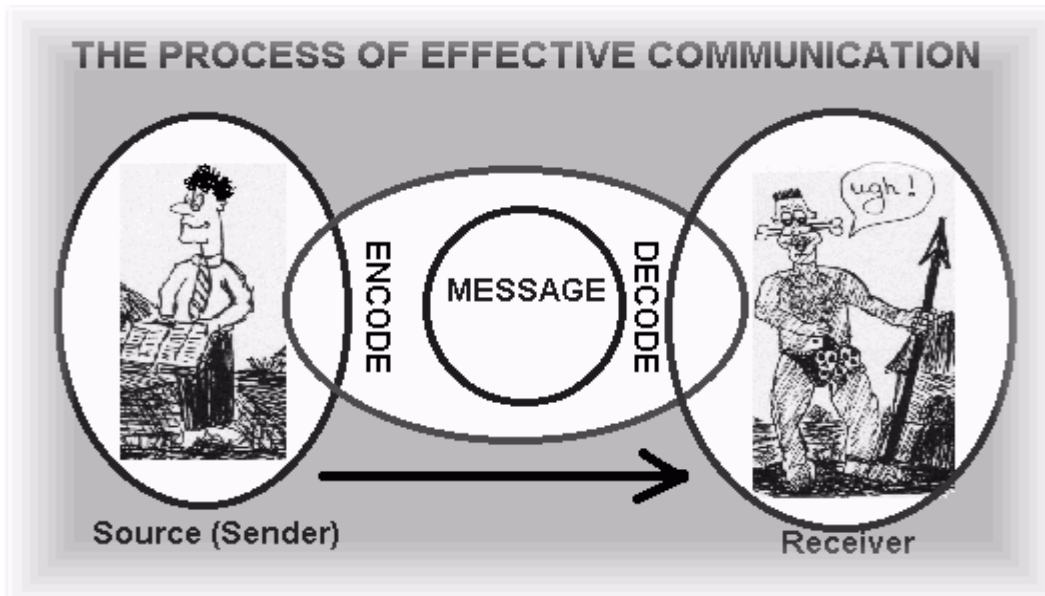 THE PROCESS OF EFFECTIVE COMMUNICATION
ugh!
ENCODE
MESSAGE
DECODE
Source (Sender)
Receiver